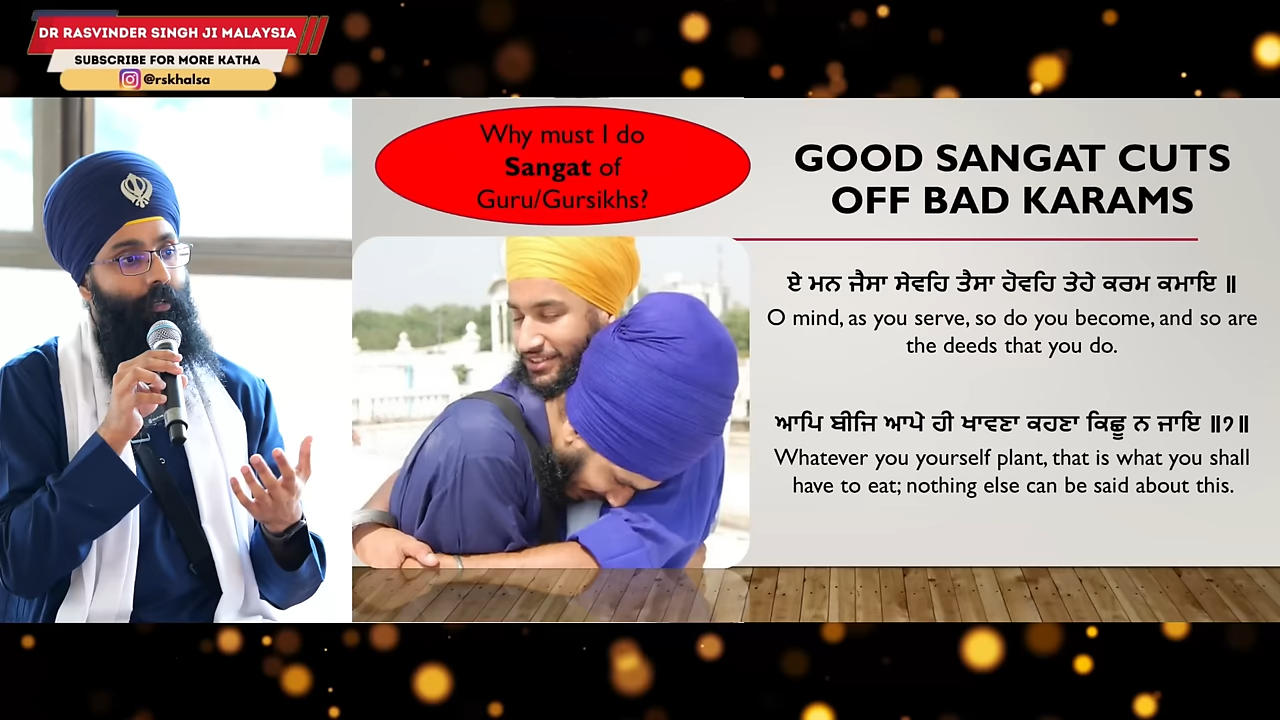 DR RASVINDER SINGH JI MALAYSIA
SUBSCRIBE FOR MORE KATHA
@rskhalsa
Why must I do
Sangat of
Guru/Gursikhs?
GOOD SANGAT CUTS
OFF BAD KARAMS
ਏ ਮਨ ਜੈਸਾ ਸੇਵਹਿ ਤੈਸਾ ਹੋਵਹਿ ਤੇਹੇ ਕਰਮ ਕਮਾਇ ॥
O mind, as you serve, so do you become, and so are
the deeds that you do.
ਆਪਿ ਬੀਜਿ ਆਪੇ ਹੀ ਖਾਵਣਾ ਕਹਣਾ ਕਿਛੂ ਨ ਜਾਇ ॥੭॥
Whatever you yourself plant, that is what you shall
have to eat; nothing else can be said about this.